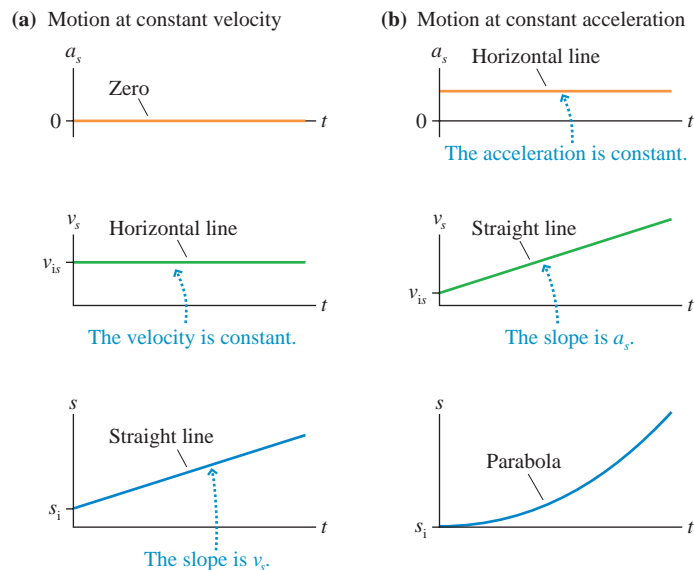 (a) Motion at constant velocity
a_s
Zero
0
t
v_s
Horizontal line
v_is
The velocity is constant.
t
s
Straight line
s_i
t
The slope is v_s.
(b) Motion at constant acceleration
a_s
Horizontal line
0
t
The acceleration is constant.
v_s
Straight line
v_is
t
The slope is a_s.
s
Parabola
s_i
t